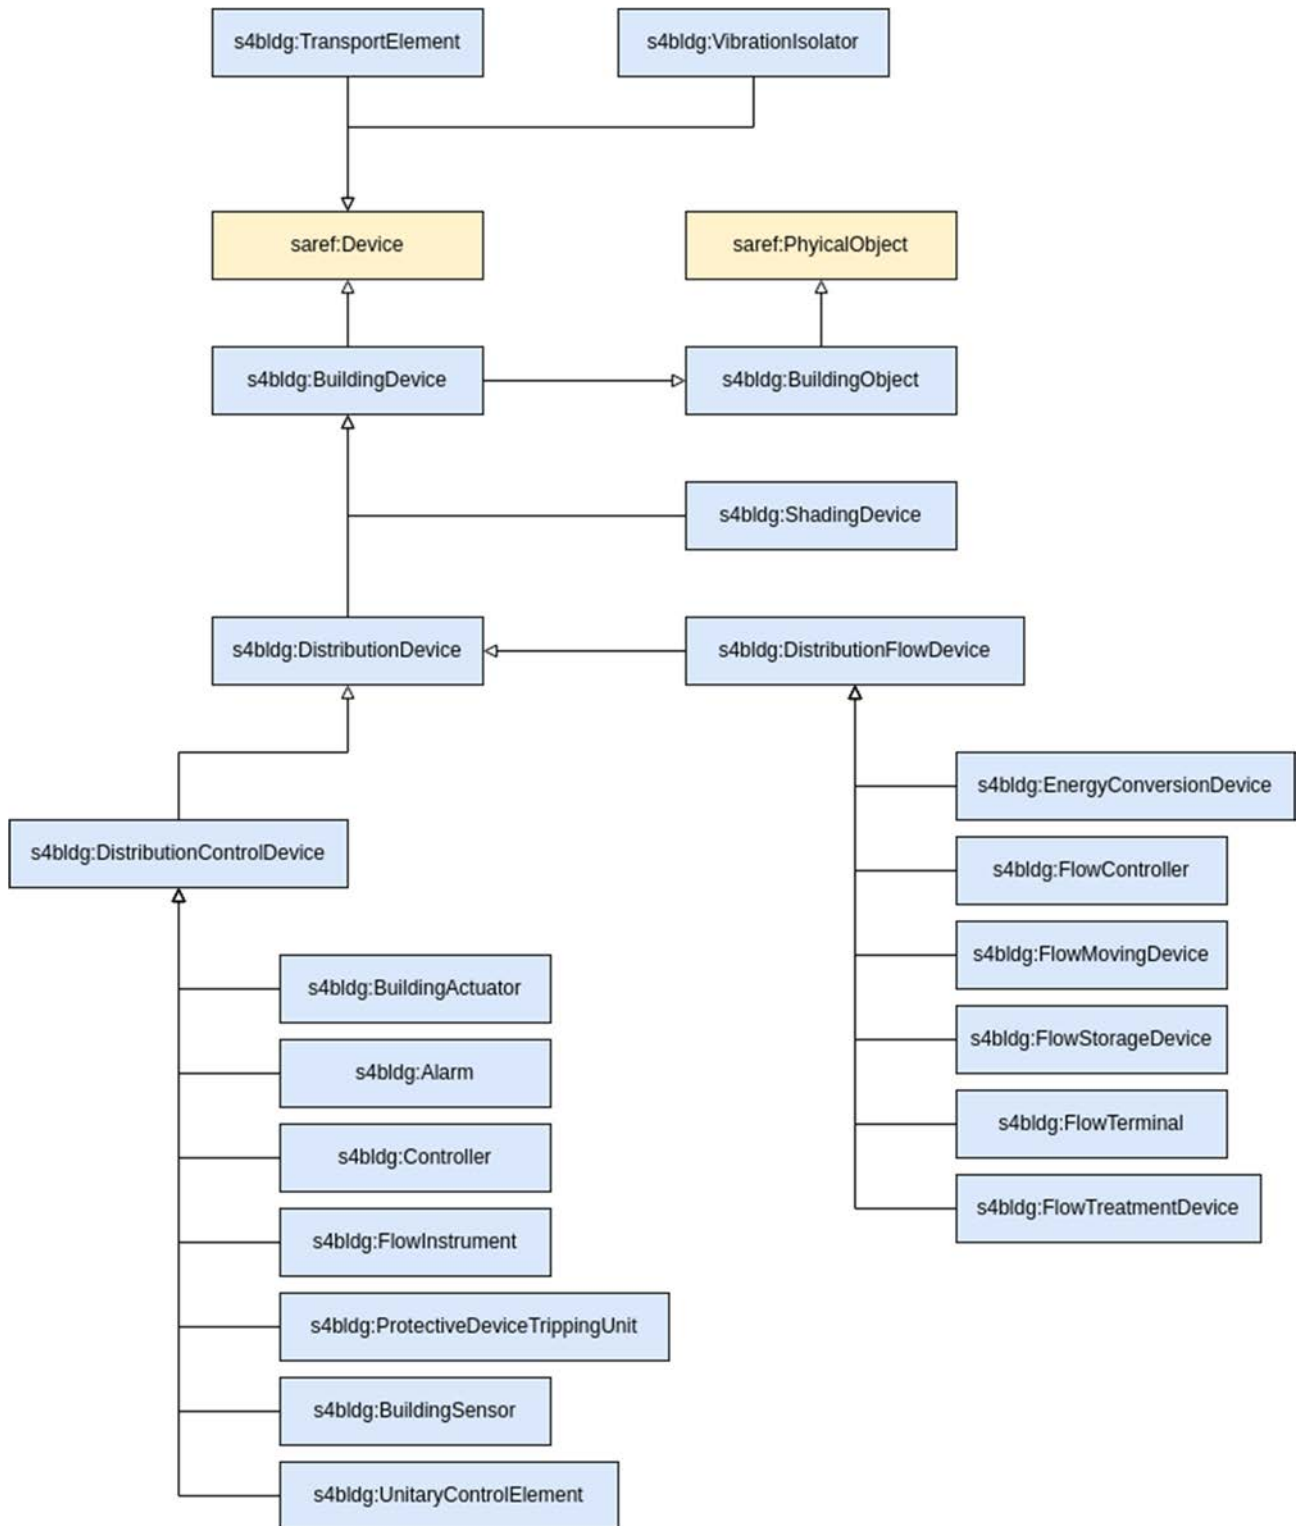 s4bldg:TransportElement
s4bldg:VibrationIsolator
saref:Device
saref:PhyicalObject
s4bldg:BuildingDevice
s4bldg:BuildingObject
s4bldg:ShadingDevice
s4bldg:DistributionDevice
s4bldg:DistributionFlowDevice
s4bldg:EnergyConversionDevice
s4bldg:DistributionControlDevice
s4bldg:FlowController
s4bldg:FlowMovingDevice
s4bldg:BuildingActuator
s4bldg:FlowStorageDevice
s4bldg:Alarm
s4bldg:FlowTerminal
s4bldg:Controller
s4bldg:FlowTreatmentDevice
s4bldg:FlowInstrument
s4bldg:ProtectiveDeviceTrippingUnit
s4bldg:BuildingSensor
s4bldg:UnitaryControlElement